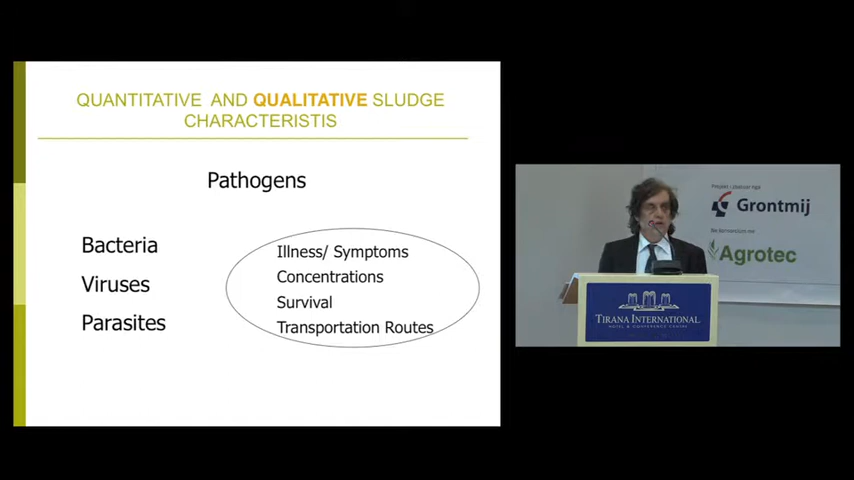 QUANTITATIVE AND QUALITATIVE SLUDGE
CHARACTERISTIS
Pathogens
Bacteria
Viruses
Parasites
Illness/ Symptoms
Concentrations
Survival
Transportation Routes
Grontmij
Agrotec
TIRANA INTERNATIONAL
HOTEL & CONFERENCE CENTRE